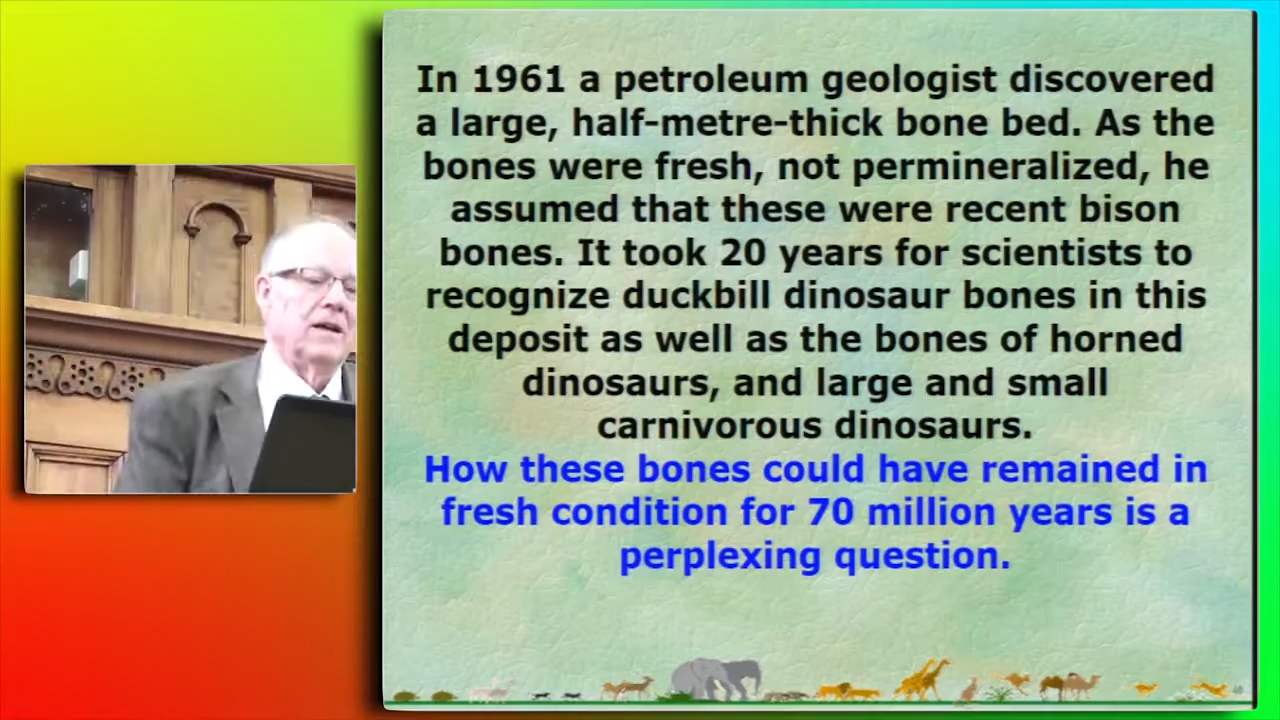 In 1961 a petroleum geologist discovered
a large, half-metre-thick bone bed. As the
bones were fresh, not permineralized, he
assumed that these were recent bison
bones. It took 20 years for scientists to
recognize duckbill dinosaur bones in this
deposit as well as the bones of horned
dinosaurs, and large and small
carnivorous dinosaurs.
How these bones could have remained in
fresh condition for 70 million years is a
perplexing question.